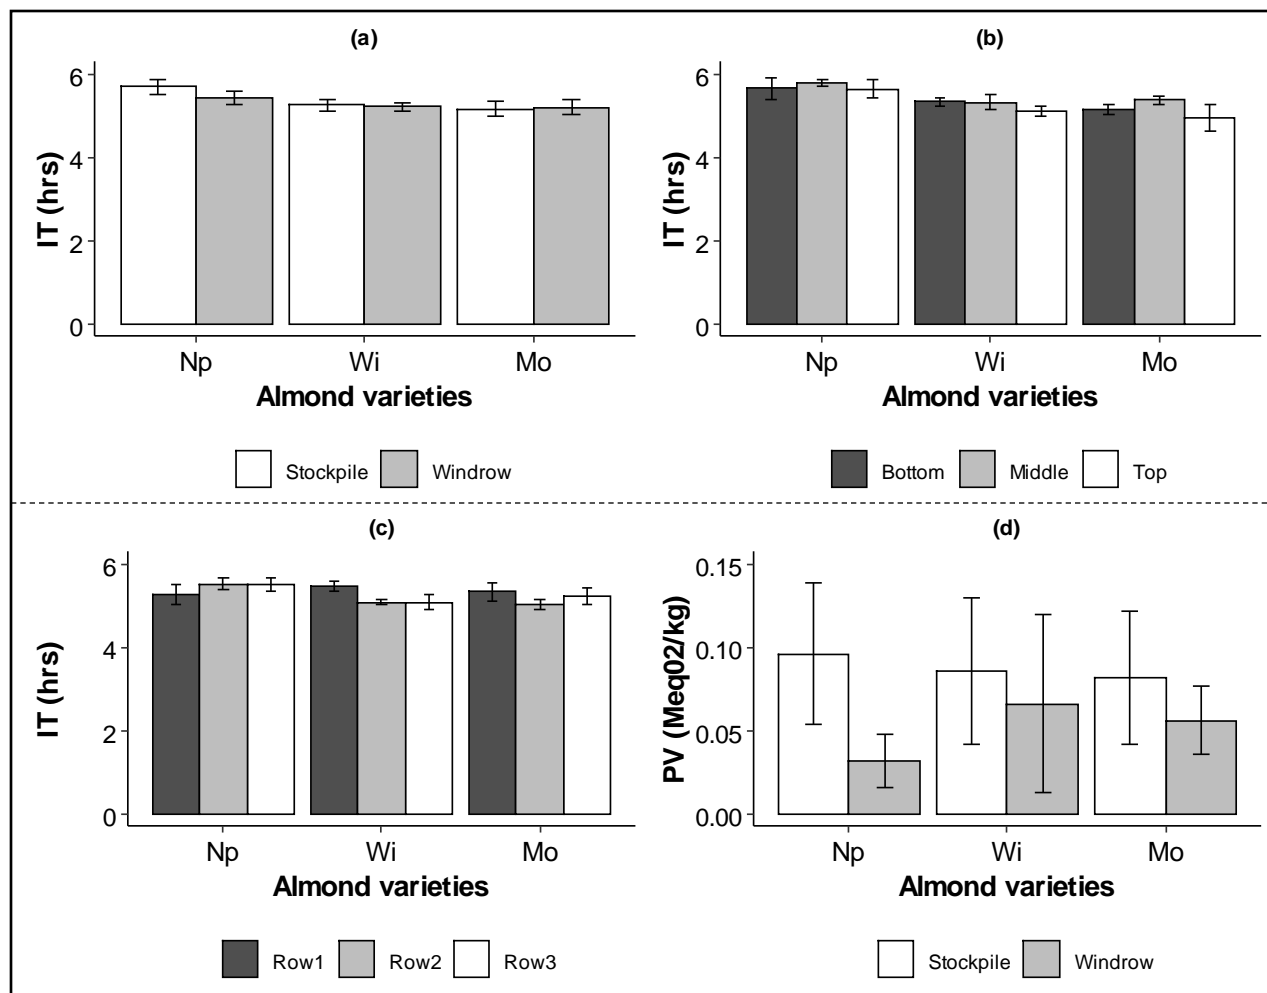 (a)
6
4
2
0
IT (hrs)
Np Wi Mo
Almond varieties
Stockpile Windrow
(b)
6
4
2
0
IT (hrs)
Np Wi Mo
Almond varieties
Bottom Middle Top
(c)
6
4
2
0
IT (hrs)
Np Wi Mo
Almond varieties
Row1 Row2 Row3
(d)
0.15
0.10
0.05
0.00
PV (Meq02/kg)
Np Wi Mo
Almond varieties
Stockpile Windrow